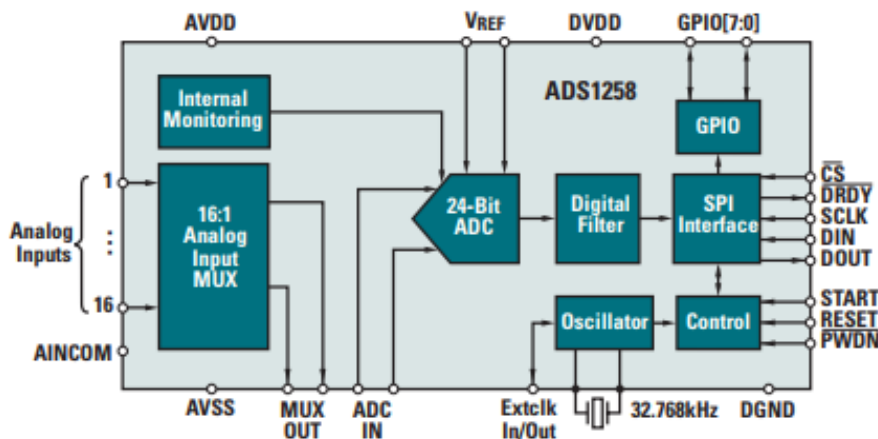 AVDD
VREF
DVDD
GPIO[7:0]
ADS1258
Internal
Monitoring
GPIO
1
16
Analog
Inputs
16:1
Analog
Input
MUX
24-Bit
ADC
Digital
Filter
SPI
Interface
CS
DRDY
SCLK
DIN
DOUT
Oscillator
Control
START
RESET
PWDN
AINCOM
AVSS
MUX
OUT
ADC
IN
Extclk
In/Out
32.768kHz
DGND